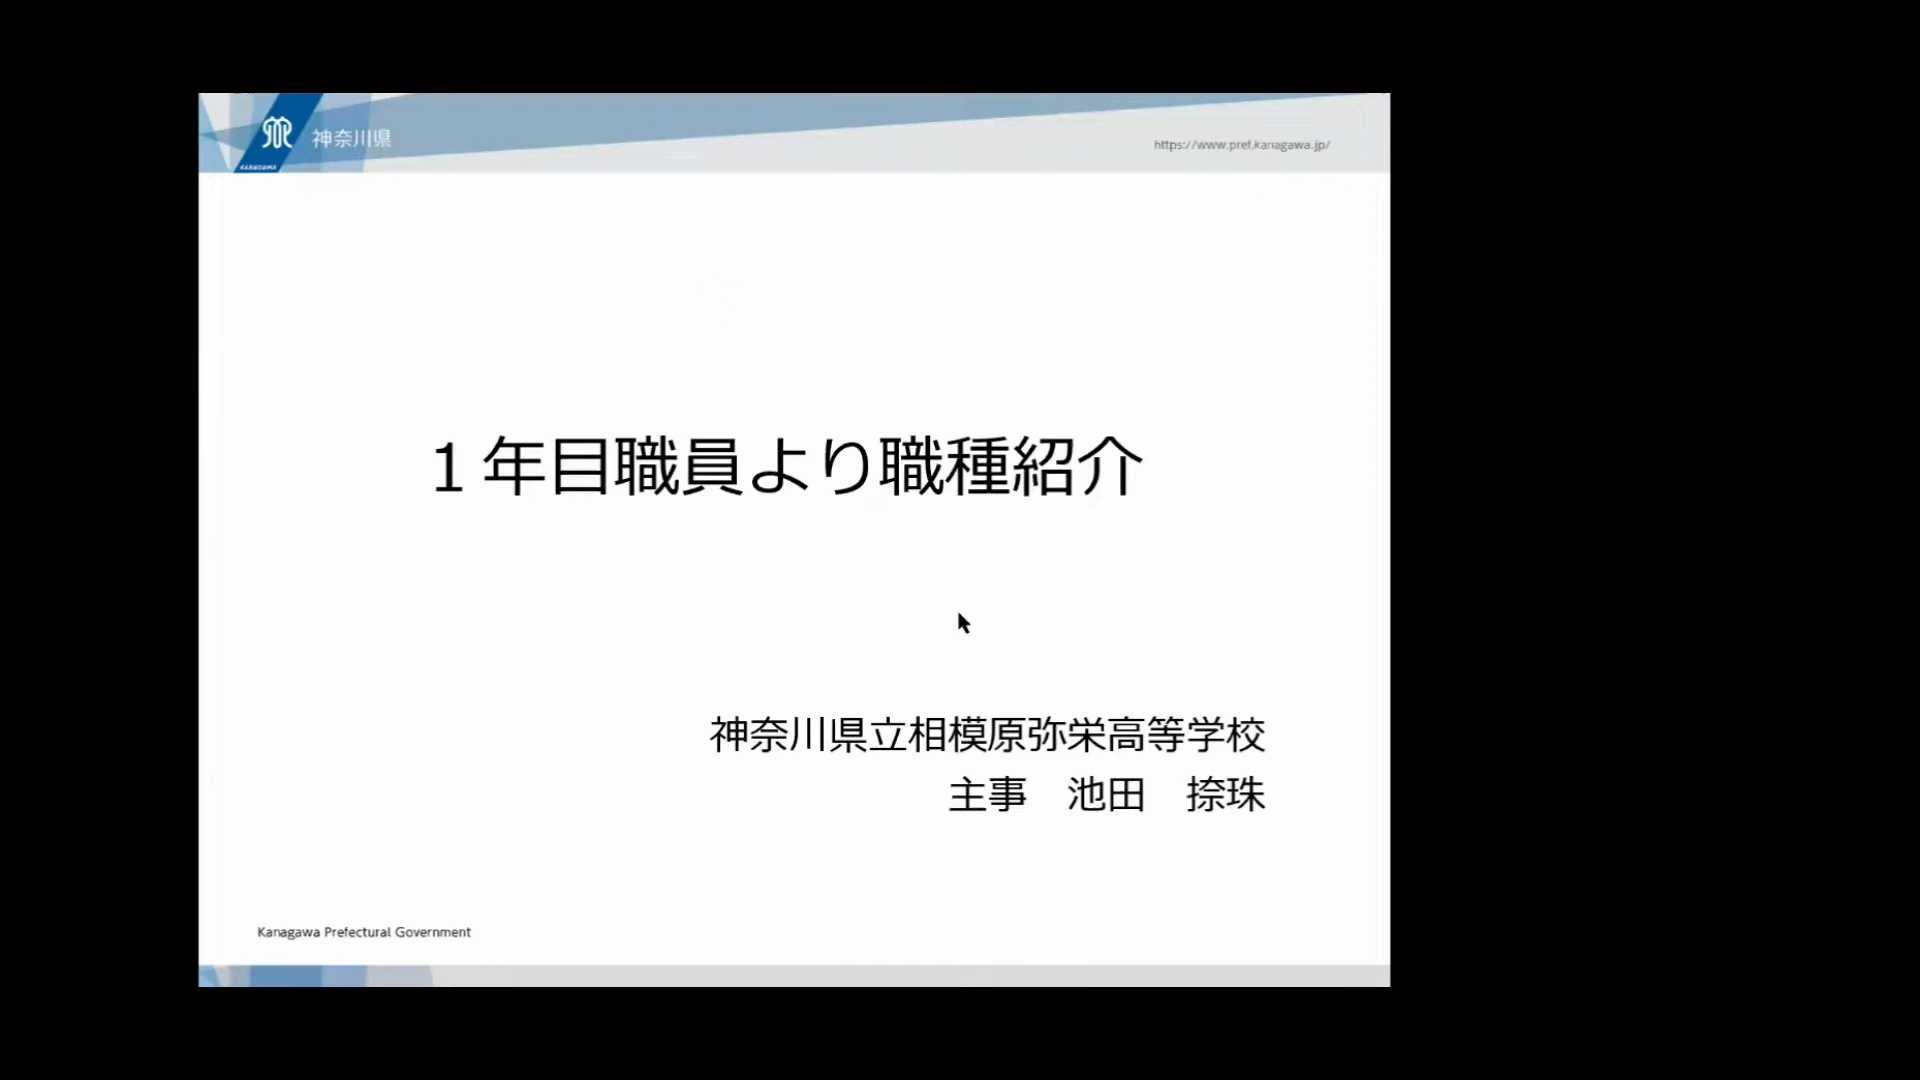 神奈川県
KANAGAWA
https://www.pref.kanagawa.jp/
１年目職員より職種紹介
神奈川県立相模原弥栄高等学校
主事　池田　捺珠
Kanagawa Prefectural Government